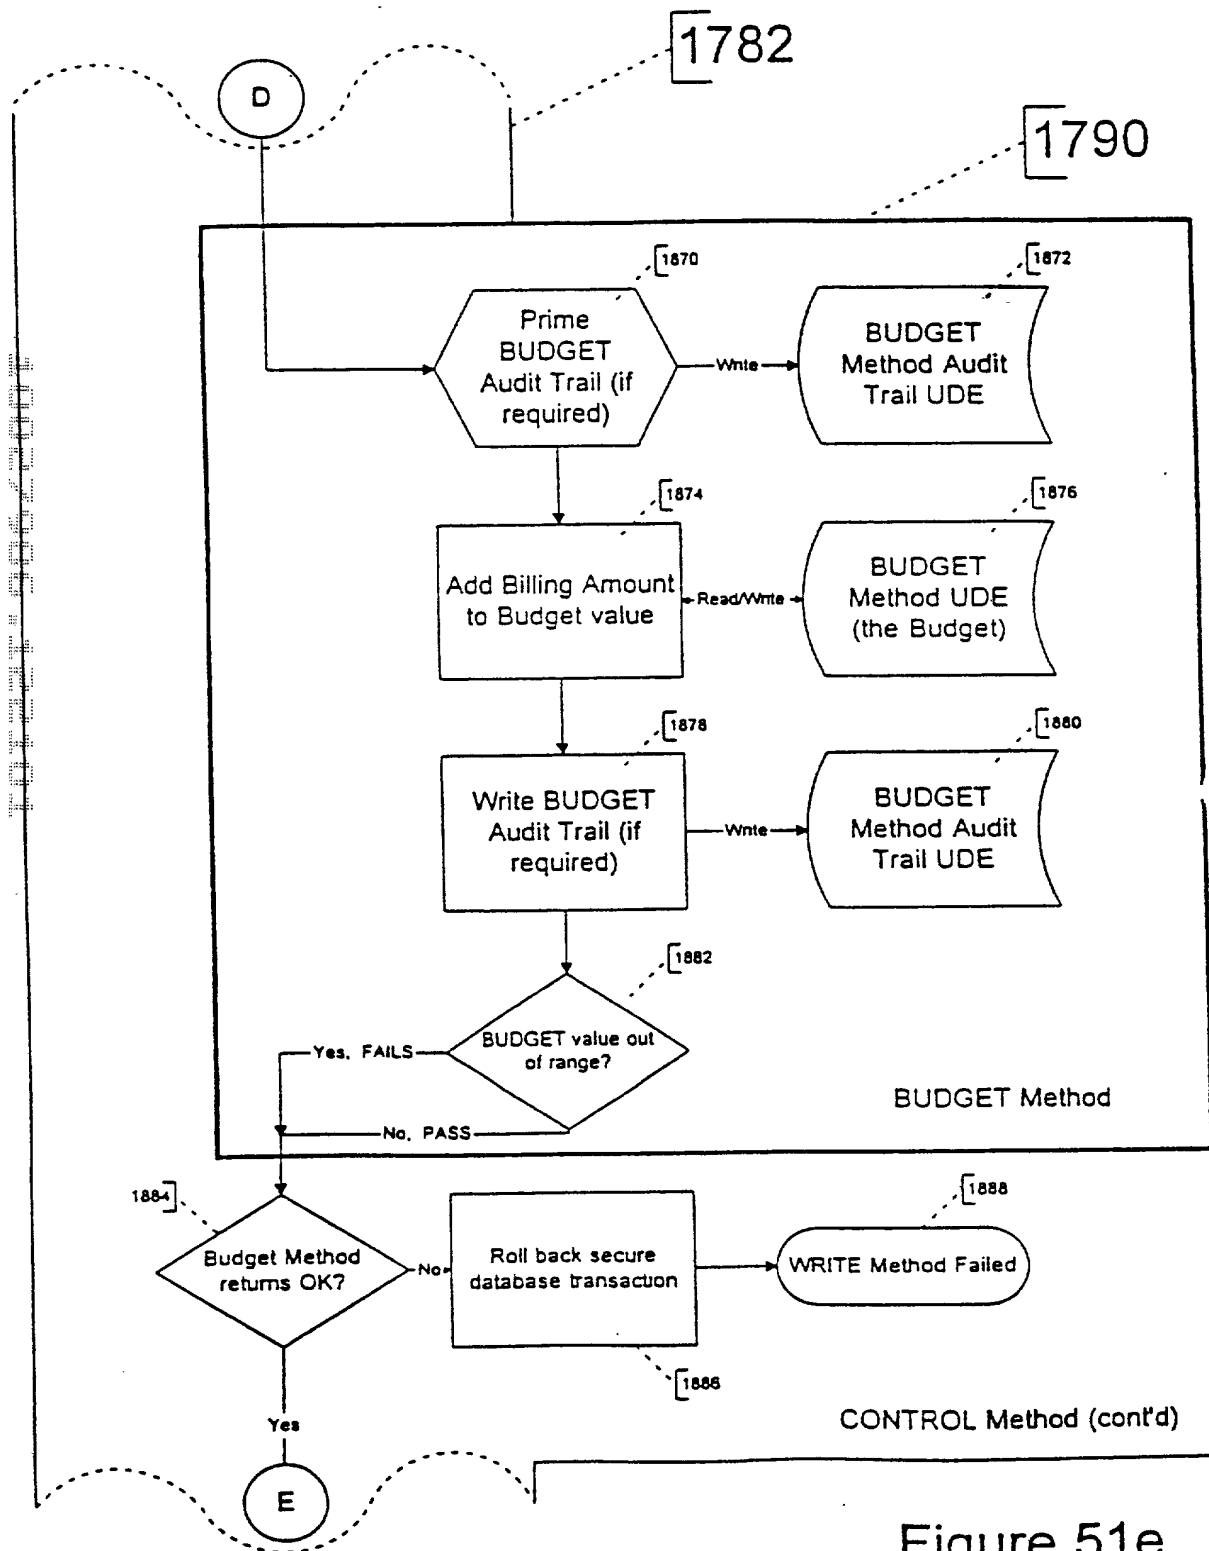 1782
D
1790
1870
1872
Prime
BUDGET
Audit Trail (if
required)
Write
BUDGET
Method Audit
Trail UDE
1874
1876
Add Billing Amount
to Budget value
Read/Write
BUDGET
Method UDE
(the Budget)
1878
1880
Write BUDGET
Audit Trail (if
required)
Write
BUDGET
Method Audit
Trail UDE
1882
BUDGET value out
of range?
Yes, FAILS
No, PASS
BUDGET Method
1884
1888
Budget Method
returns OK?
No
Roll back secure
database transaction
WRITE Method Failed
1886
Yes
CONTROL Method (cont'd)
E
Figure 51e